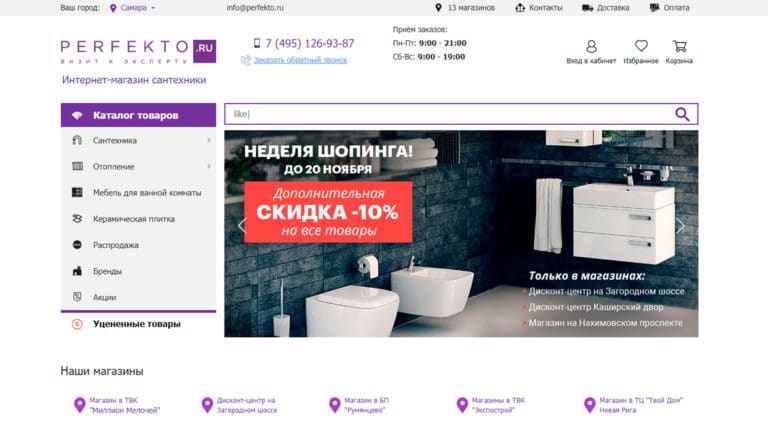 Ваш город:
Самара
info@perfekto.ru
13 магазинов
Контакты
Доставка
Оплата
PERFEKTO.RU
ВИЗИТ К ЭКСПЕРТУ
Интернет-магазин сантехники
7 (495) 126-93-87
Заказать обратный звонок
Приём заказов:
Пн-Пт: 9:00 - 21:00
Сб-Вс: 9:00 - 19:00
Вход в кабинет
Избранное
Корзина
Каталог товаров
Сантехника
Отопление
Мебель для ванной комнаты
Керамическая плитка
Распродажа
Бренды
Акции
Уцененные товары
like
НЕДЕЛЯ ШОПИНГА!
ДО 20 НОЯБРЯ
Дополнительная
СКИДКА -10%
на все товары
Только в магазинах:
Дисконт-центр на Загородном шоссе
Дисконт-центр Каширский двор
Магазин на Нахимовском проспекте
Наши магазины
Магазин в ТВК
"Миллион Мелочей"
Дисконт-центр на
Загородном шоссе
Магазин в БП
"Румянцево"
Магазины в ТВК
"Экспострой"
Магазин в ТЦ "Твой Дом"
Новая Рига